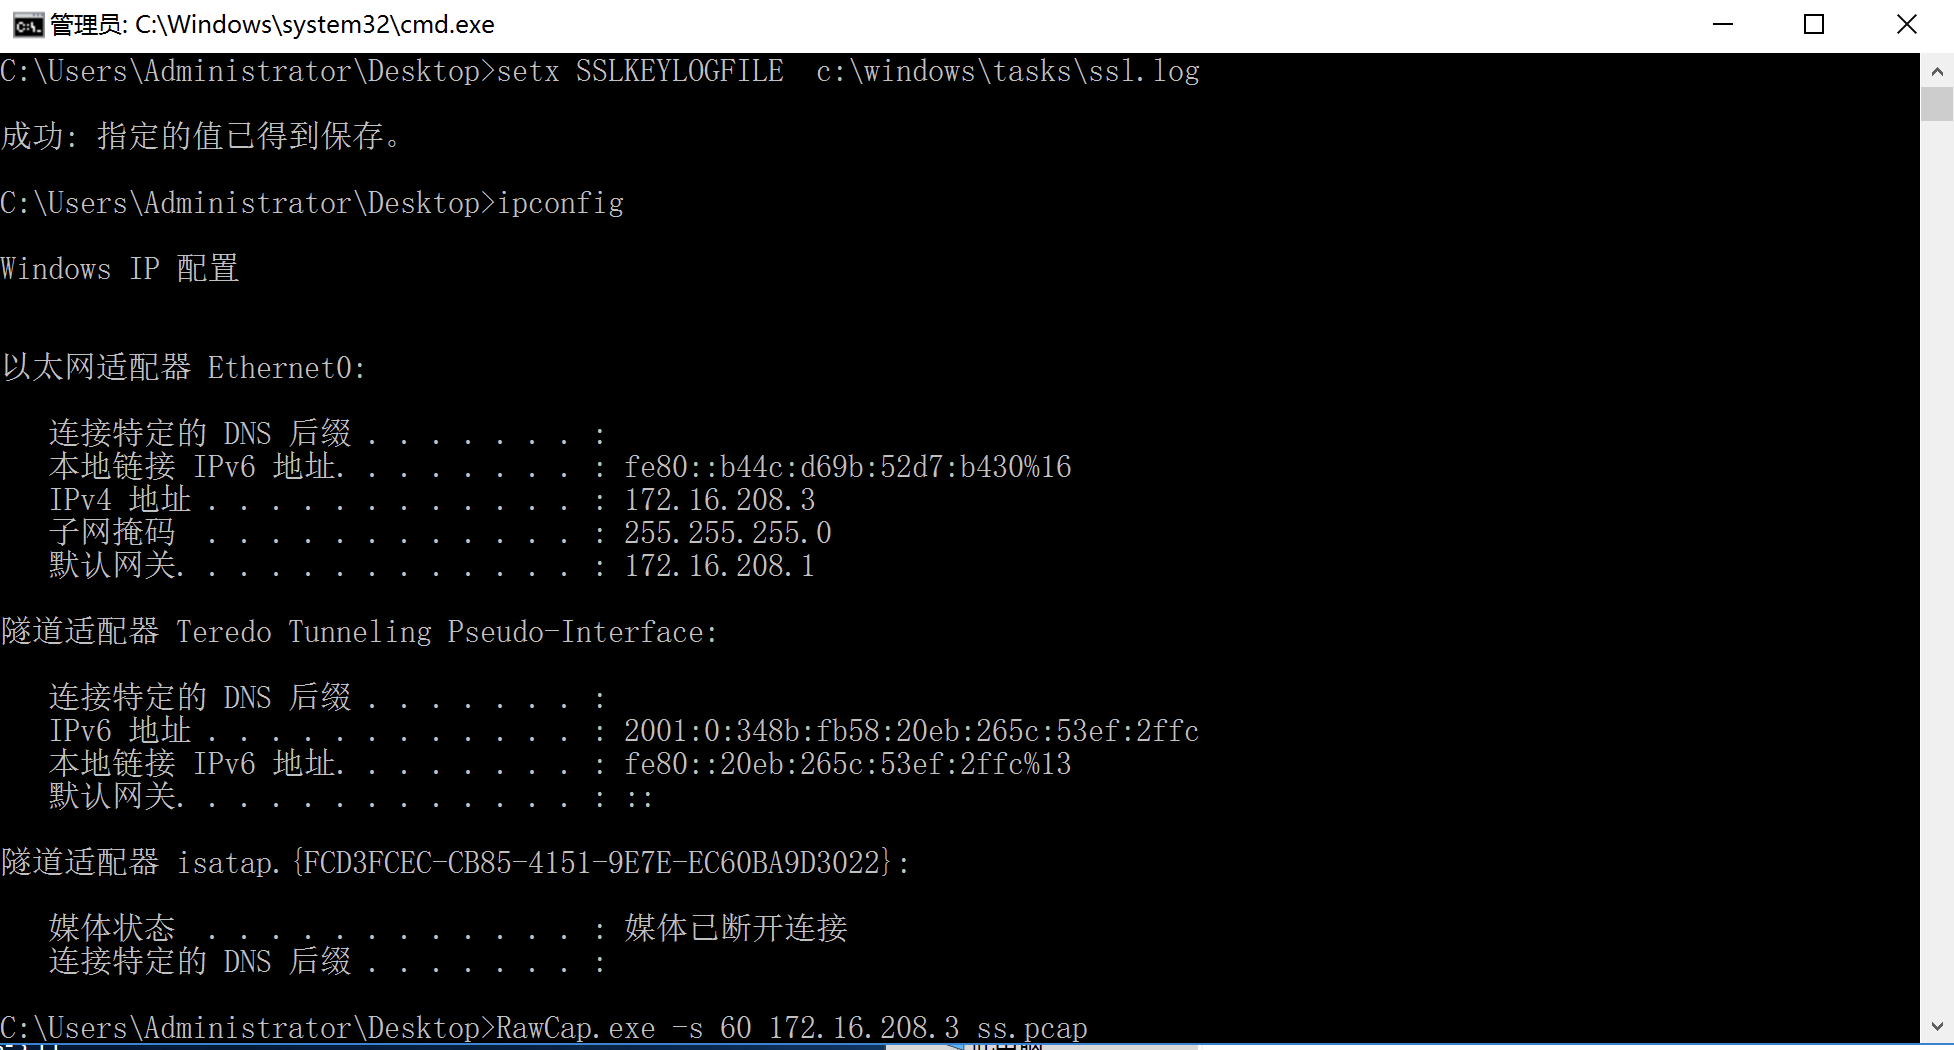 管理员: C:\Windows\system32\cmd.exe
C:\Users\Administrator\Desktop>setx SSLKEYLOGFILE  c:\windows\tasks\ssl.log
成功: 指定的值已得到保存。
C:\Users\Administrator\Desktop>ipconfig
Windows IP 配置
以太网适配器 Ethernet0:
   连接特定的 DNS 后缀 . . . . . . . :
   本地链接 IPv6 地址. . . . . . . . : fe80::b44c:d69b:52d7:b430%16
   IPv4 地址 . . . . . . . . . . . . : 172.16.208.3
   子网掩码  . . . . . . . . . . . . : 255.255.255.0
   默认网关. . . . . . . . . . . . . : 172.16.208.1
隧道适配器 Teredo Tunneling Pseudo-Interface:
   连接特定的 DNS 后缀 . . . . . . . :
   IPv6 地址 . . . . . . . . . . . . : 2001:0:348b:fb58:20eb:265c:53ef:2ffc
   本地链接 IPv6 地址. . . . . . . . : fe80::20eb:265c:53ef:2ffc%13
   默认网关. . . . . . . . . . . . . : ::
隧道适配器 isatap.{FCD3FCEC-CB85-4151-9E7E-EC60BA9D3022}:
   媒体状态  . . . . . . . . . . . . : 媒体已断开连接
   连接特定的 DNS 后缀 . . . . . . . :
C:\Users\Administrator\Desktop>RawCap.exe -s 60 172.16.208.3 ss.pcap